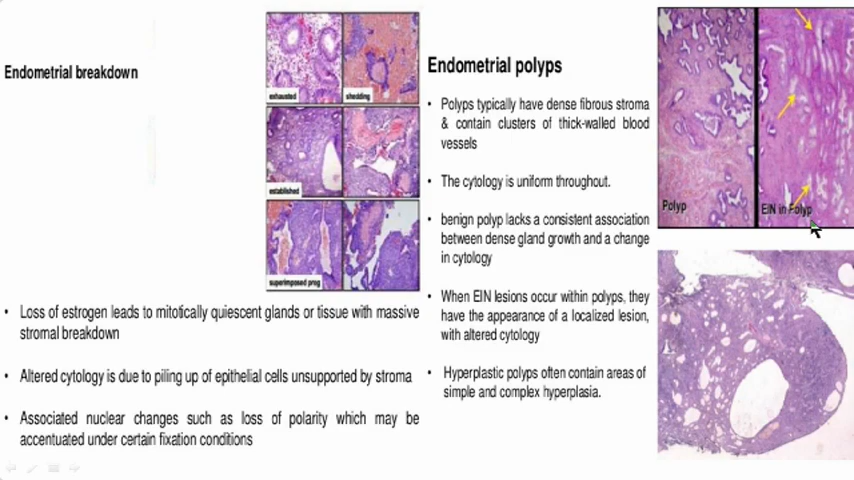 Endometrial breakdown
exhausted
shedding
established
superimposed prog
• Loss of estrogen leads to mitotically quiescent glands or tissue with massive
stromal breakdown
• Altered cytology is due to piling up of epithelial cells unsupported by stroma
• Associated nuclear changes such as loss of polarity which may be
accentuated under certain fixation conditions
Endometrial polyps
• Polyps typically have dense fibrous stroma
& contain clusters of thick-walled blood
vessels
• The cytology is uniform throughout.
• benign polyp lacks a consistent association
between dense gland growth and a change
in cytology
• When EIN lesions occur within polyps, they
have the appearance of a localized lesion,
with altered cytology
• Hyperplastic polyps often contain areas of
simple and complex hyperplasia.
Polyp
EIN in Polyp